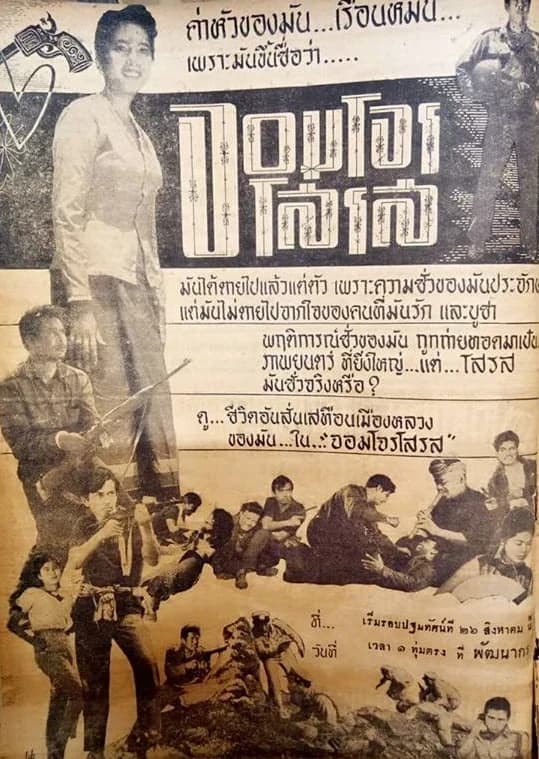 ค่าหัวของมัน...เรือนหมื่น...
เพราะมันขึ้นชื่อว่า.....
จอมโจร
โสรส
มันได้ตายไปแล้วแต่ตัว เพราะความชั่วของมันประจักษ์
แต่มันไม่ตายไปจากใจของคนที่มันรัก และบูชา
พฤติการณ์ชั่วของมัน ถูกถ่ายทอดมาเป็น
ภาพยนตร์ ที่ยิ่งใหญ่...แต่...โสรส
มันชั่วจริงหรือ?
ดู...ชีวิตอันสั่นเสทือนเมืองหลวง
ของมัน...ใน..."จอมโจรโสรส"
ที่... เริ่มรอบปฐมทัศน์ที่ ๒๖ สิงหาคม
วันที่ เวลา ๑ ทุ่มตรง ที่ พัฒนากร